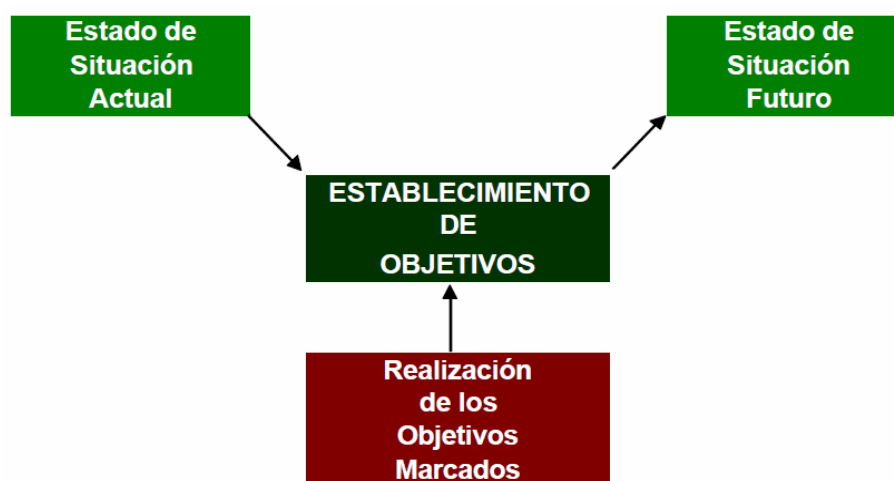 Estado de
Situación
Actual
Estado de
Situación
Futuro
ESTABLECIMIENTO
DE
OBJETIVOS
Realización
de los
Objetivos
Marcados